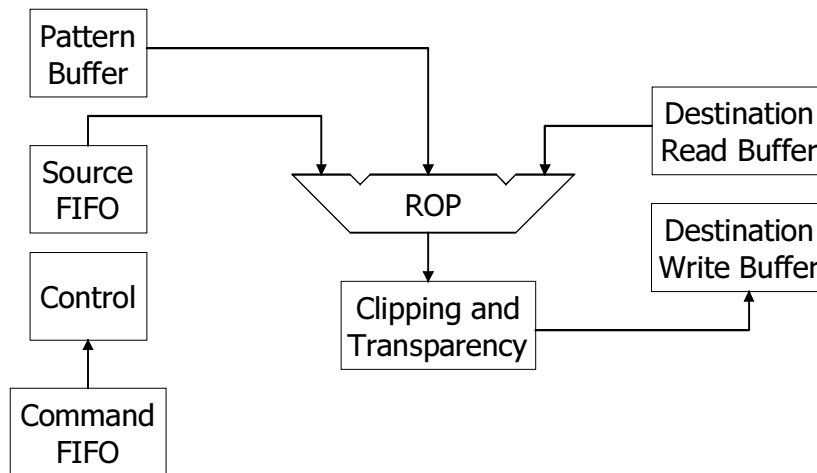 Pattern
Buffer
Destination
Read Buffer
Source
FIFO
ROP
Destination
Write Buffer
Control
Clipping and
Transparency
Command
FIFO